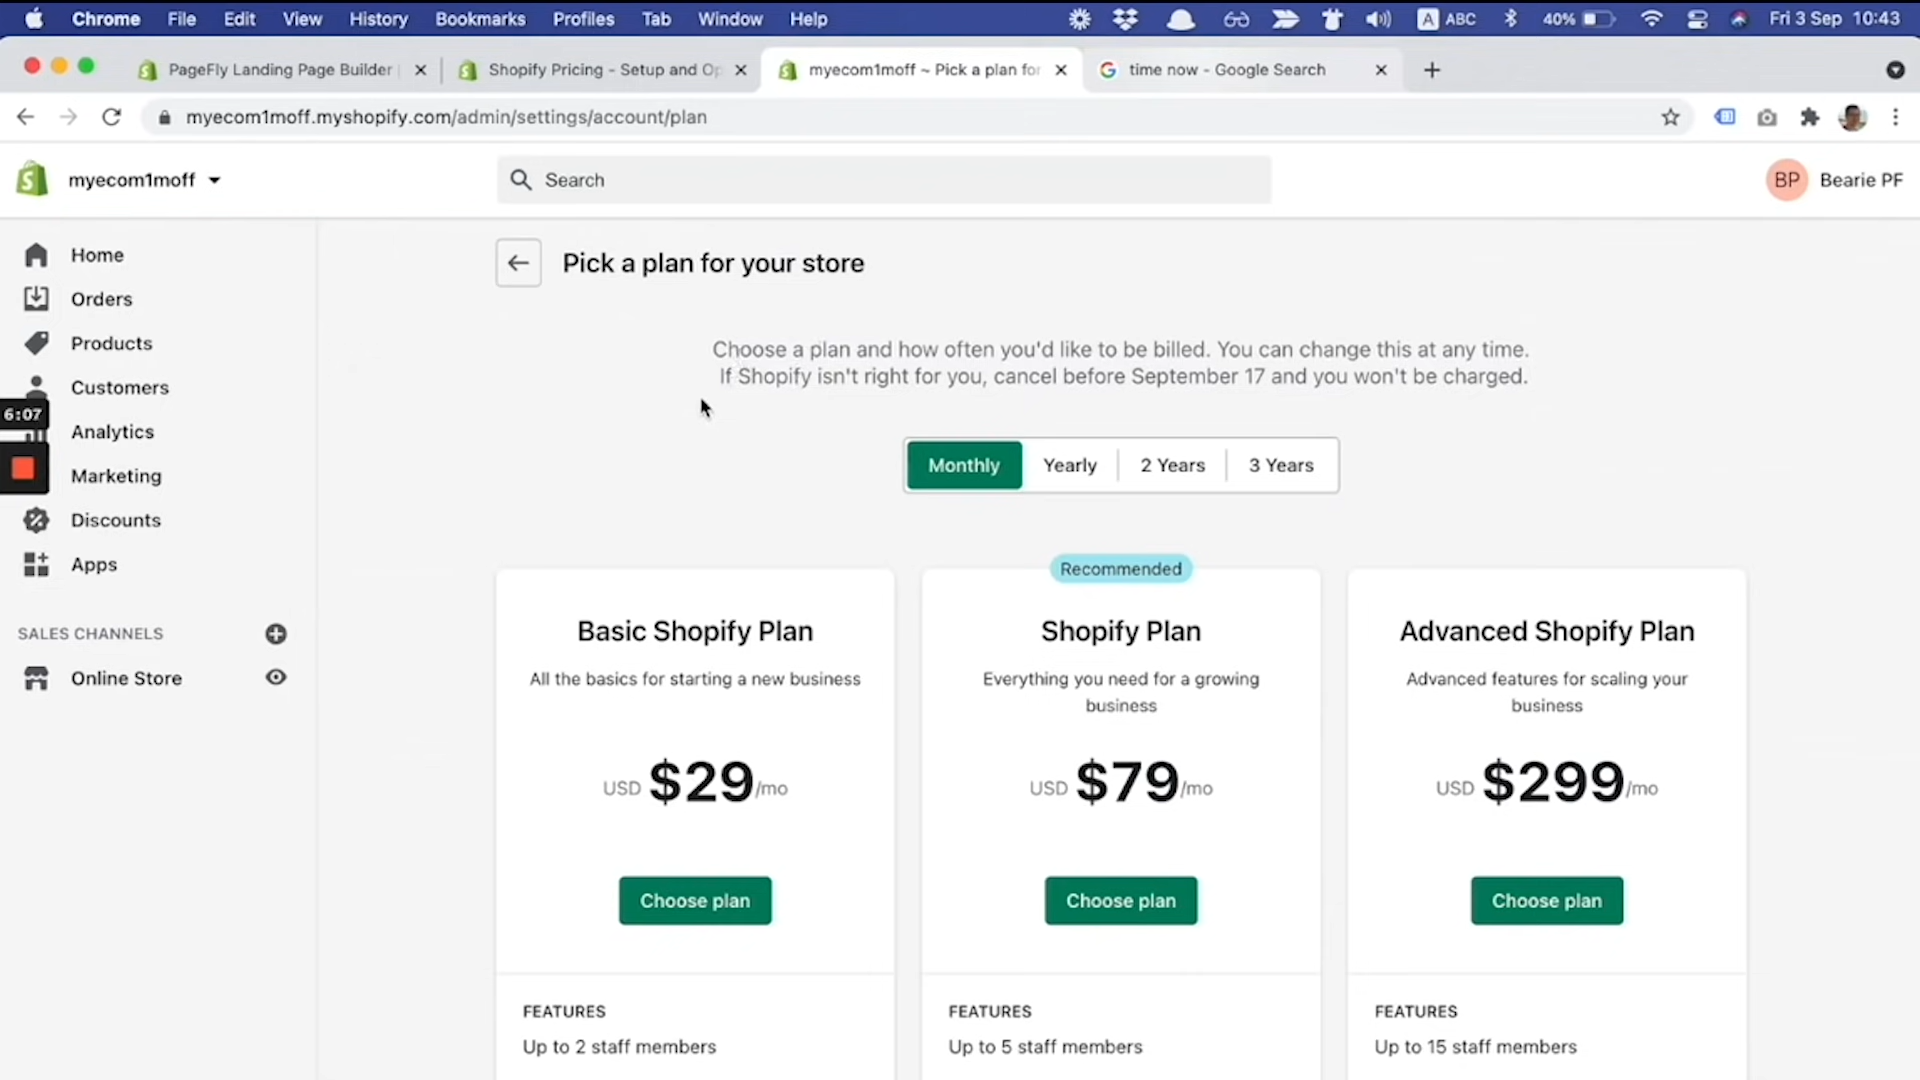 Chrome File Edit View History Bookmarks Profiles Tab Window Help A ABC 40% Fri 3 Sep 10:43
PageFly Landing Page Builder
Shopify Pricing - Setup and Op
myecom1moff ~ Pick a plan for
time now - Google Search
myecom1moff.myshopify.com/admin/settings/account/plan
myecom1moff
Search
BP Bearie PF
Home
Orders
Products
Customers
6:07
Analytics
Marketing
Discounts
Apps
SALES CHANNELS
Online Store
Pick a plan for your store
Choose a plan and how often you'd like to be billed. You can change this at any time.
If Shopify isn't right for you, cancel before September 17 and you won't be charged.
Monthly Yearly 2 Years 3 Years
Basic Shopify Plan
All the basics for starting a new business
USD $29/mo
Choose plan
FEATURES
Up to 2 staff members
Recommended
Shopify Plan
Everything you need for a growing
business
USD $79/mo
Choose plan
FEATURES
Up to 5 staff members
Advanced Shopify Plan
Advanced features for scaling your
business
USD $299/mo
Choose plan
FEATURES
Up to 15 staff members